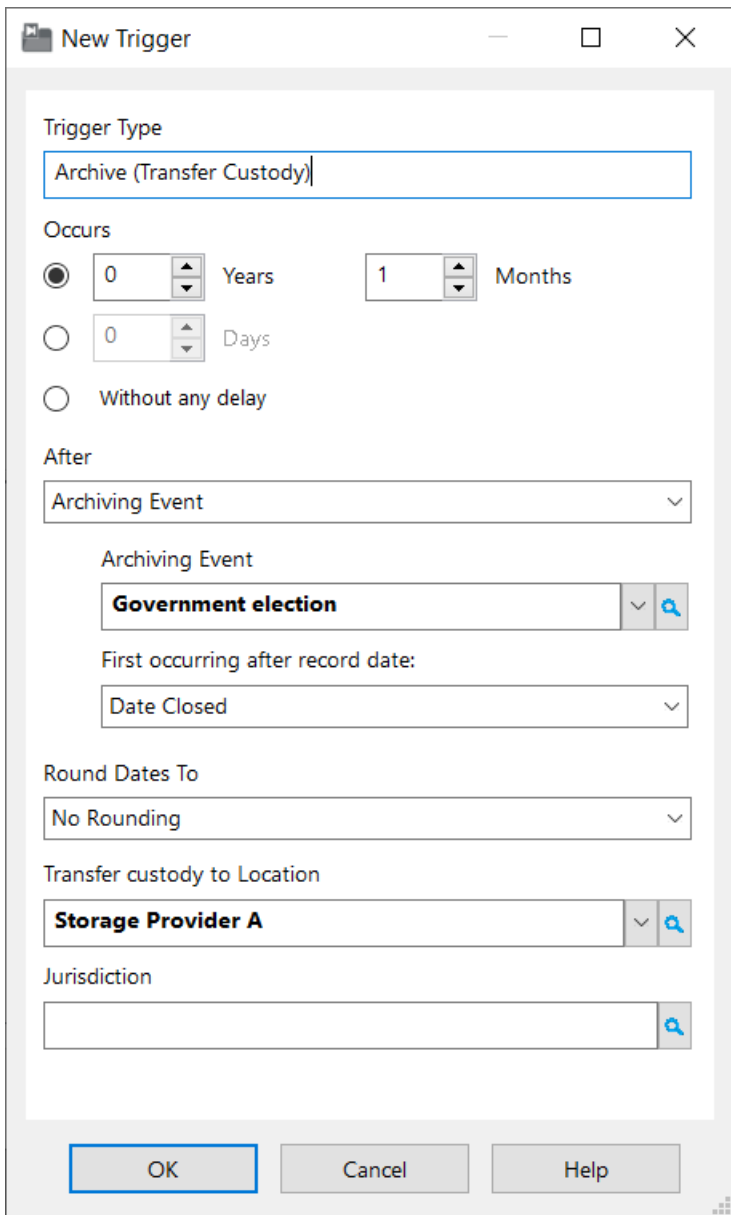 New Trigger
Trigger Type
Archive (Transfer Custody)
Occurs
0 Years 1 Months
0 Days
Without any delay
After
Archiving Event
Archiving Event
Government election
First occurring after record date:
Date Closed
Round Dates To
No Rounding
Transfer custody to Location
Storage Provider A
Jurisdiction
OK Cancel Help